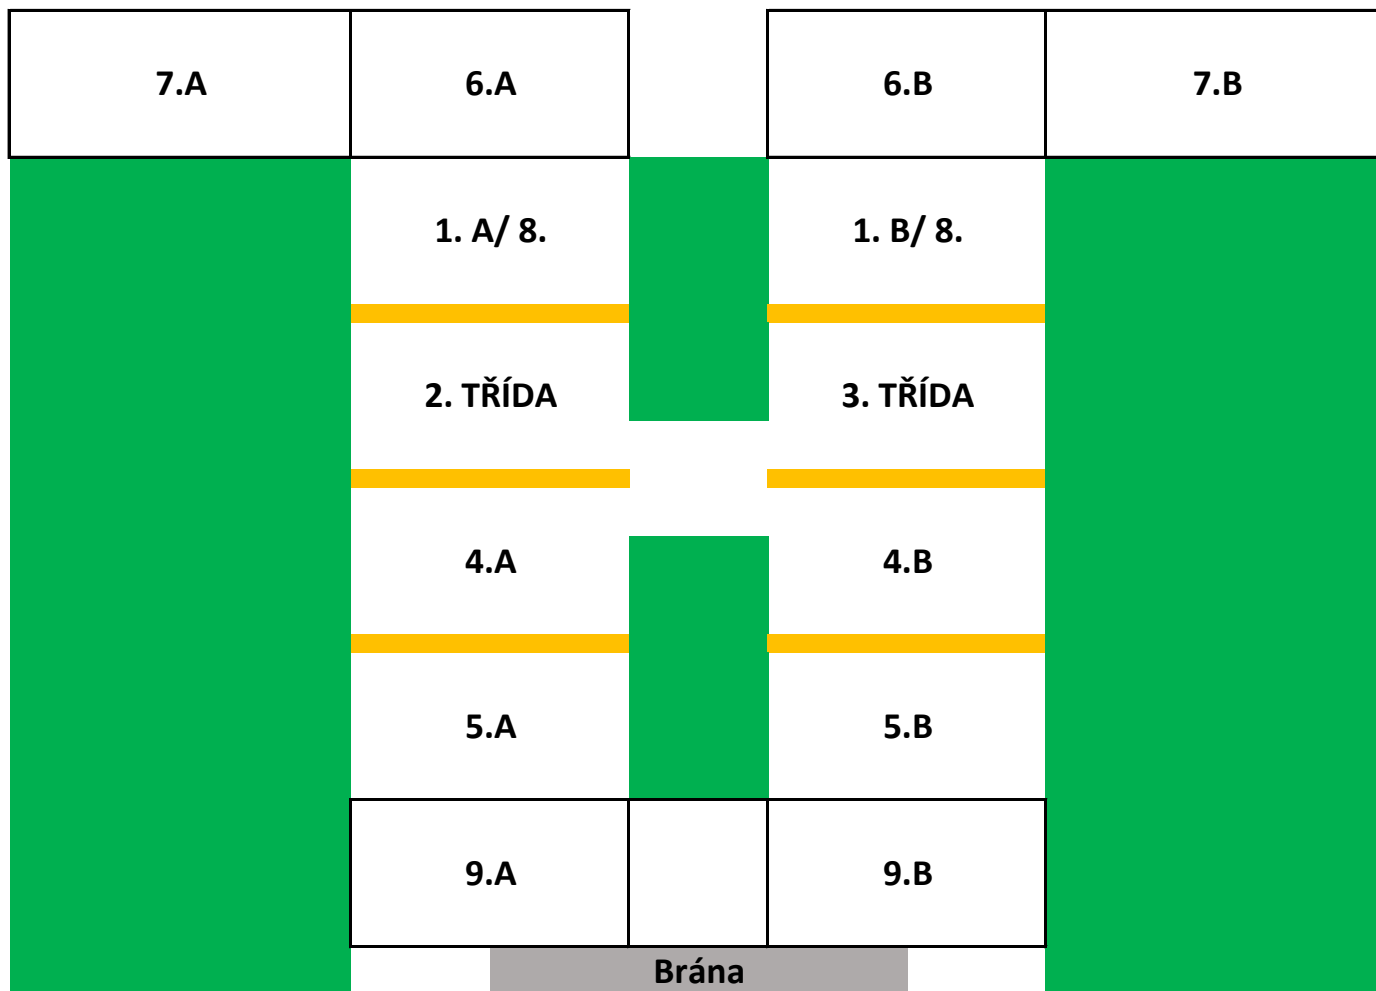 7.A
6.A
6.B
7.B
1. A/ 8.
1. B/ 8.
2. TŘÍDA
3. TŘÍDA
4.A
4.B
5.A
5.B
9.A
9.B
Brána